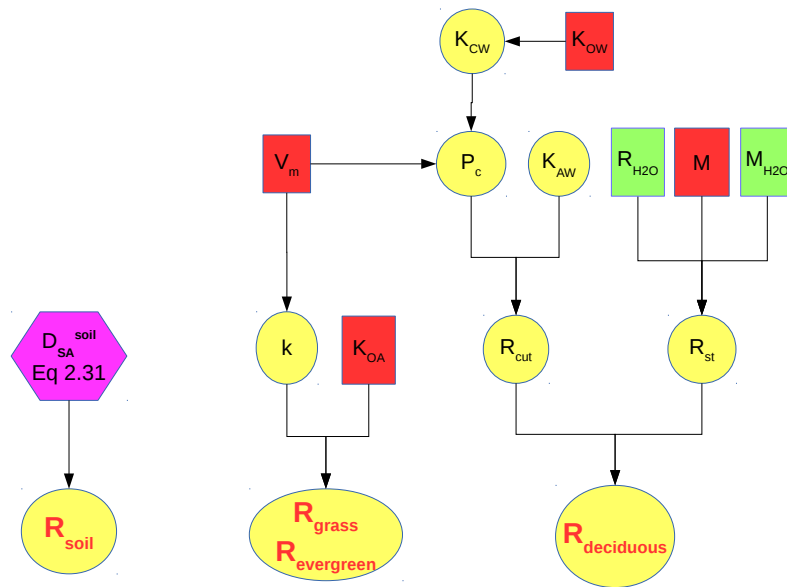 K_CW
K_OW
V_m
P_c
K_AW
R_H2O
M
M_H2O
D_SA^soil
Eq 2.31
k
K_OA
R_cut
R_st
R_soil
R_grass
R_evergreen
R_deciduous